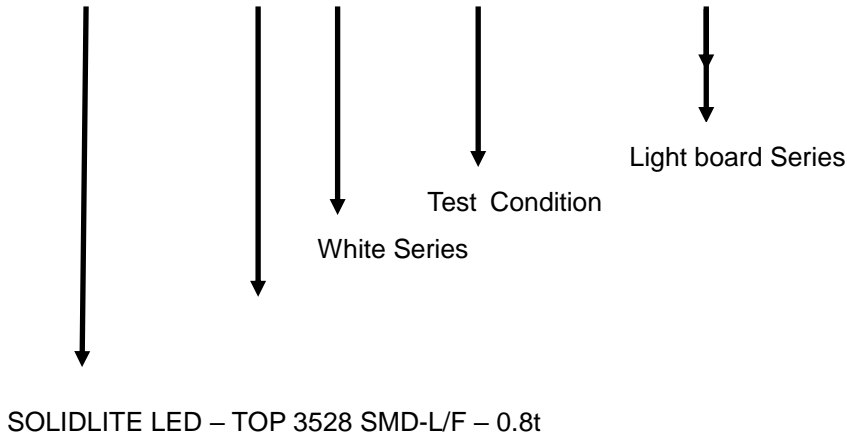 Light board Series
Test Condition
White Series
SOLIDLITE LED – TOP 3528 SMD-L/F – 0.8t